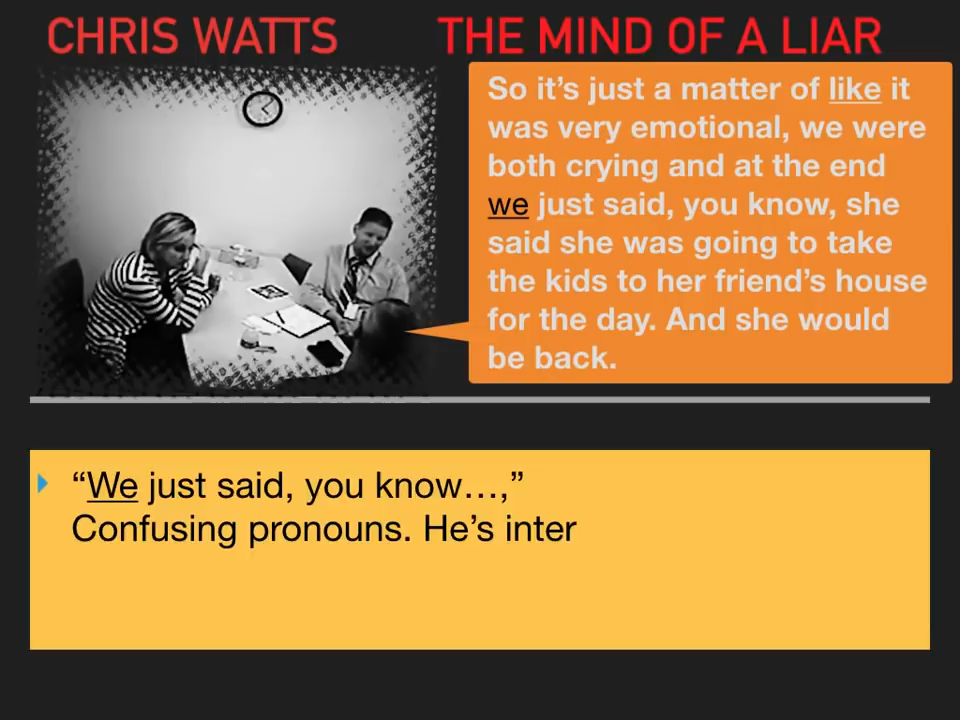 CHRIS WATTS THE MIND OF A LIAR
So it’s just a matter of like it
was very emotional, we were
both crying and at the end
we just said, you know, she
said she was going to take
the kids to her friend’s house
for the day. And she would
be back.
“We just said, you know…,”
Confusing pronouns. He’s inter